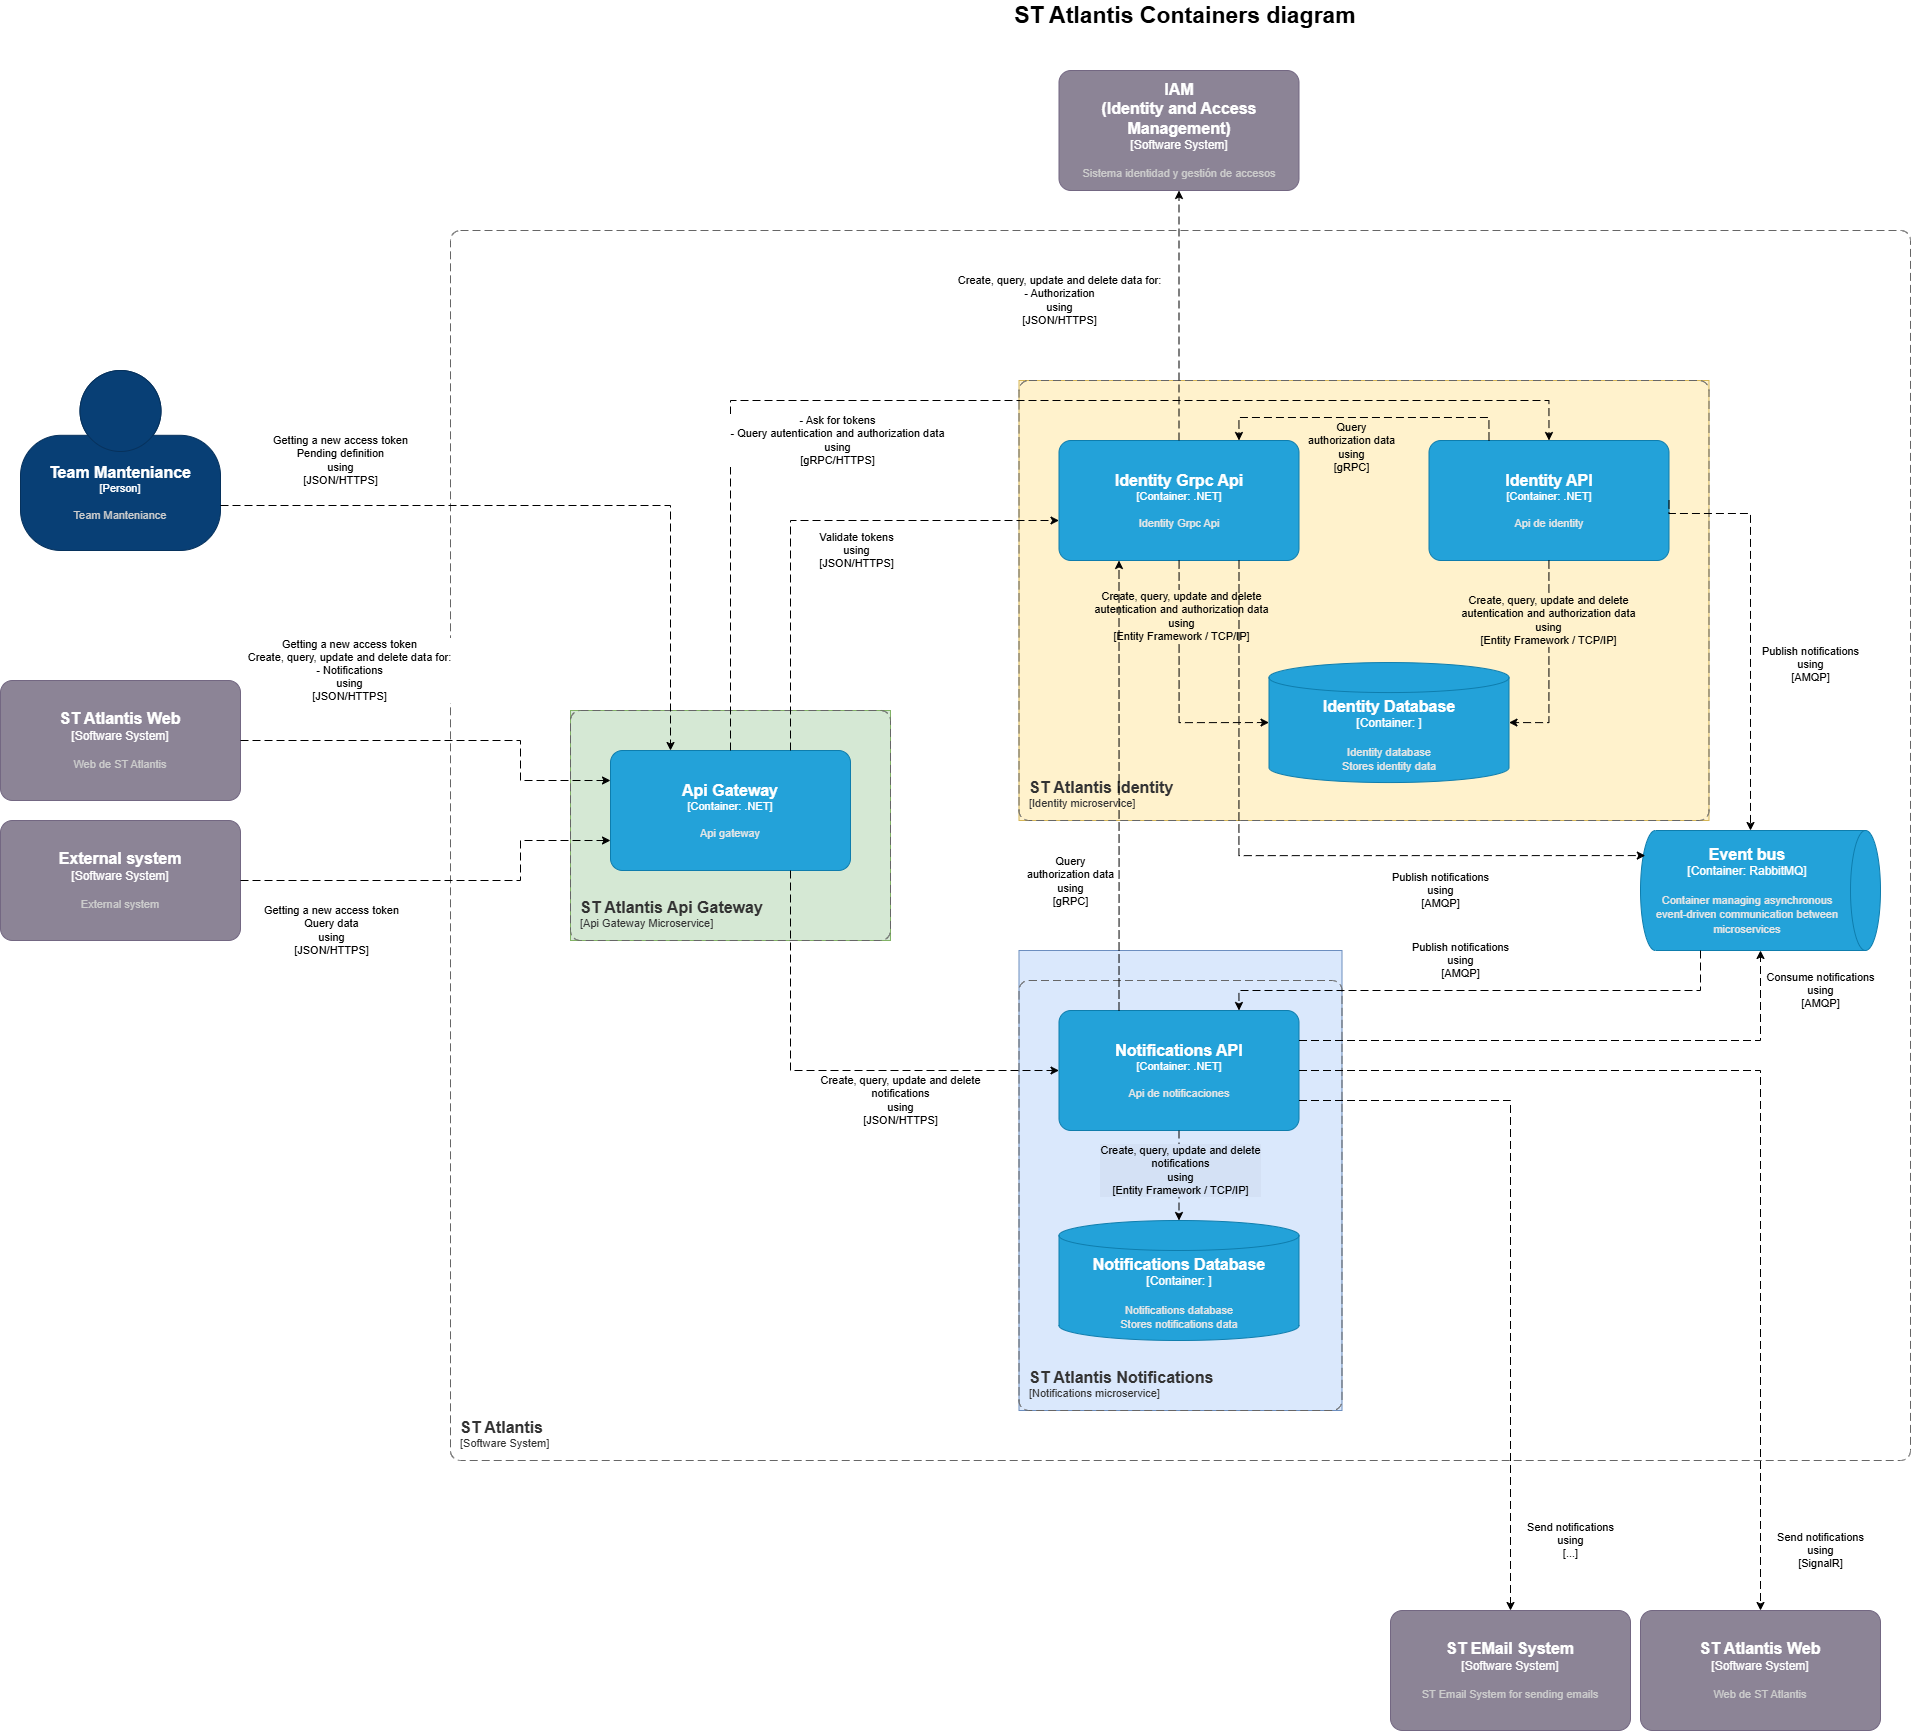 ST Atlantis Containers diagram
IAM
(Identity and Access
Management)
[Software System]
Sistema identidad y gestión de accesos
Create, query, update and delete data for:
- Authorization
using
[JSON/HTTPS]
Team Manteniance
[Person]
Team Manteniance
Getting a new access token
Pending definition
using
[JSON/HTTPS]
- Ask for tokens
- Query autentication and authorization data
using
[gRPC/HTTPS]
Query
authorization data
using
[gRPC]
Identity Grpc Api
[Container: .NET]
Identity Grpc Api
Identity API
[Container: .NET]
Api de identity
Validate tokens
using
[JSON/HTTPS]
Create, query, update and delete
autentication and authorization data
using
[Entity Framework / TCP/IP]
Create, query, update and delete
autentication and authorization data
using
[Entity Framework / TCP/IP]
Publish notifications
using
[AMQP]
Getting a new access token
Create, query, update and delete data for:
- Notifications
using
[JSON/HTTPS]
ST Atlantis Web
[Software System]
Web de ST Atlantis
Identity Database
[Container: ]
Identity database
Stores identity data
ST Atlantis Identity
[Identity microservice]
Api Gateway
[Container: .NET]
Api gateway
ST Atlantis Api Gateway
[Api Gateway Microservice]
External system
[Software System]
External system
Getting a new access token
Query data
using
[JSON/HTTPS]
Query
authorization data
using
[gRPC]
Publish notifications
using
[AMQP]
Event bus
[Container: RabbitMQ]
Container managing asynchronous
event-driven communication between
microservices
Publish notifications
using
[AMQP]
Consume notifications
using
[AMQP]
Notifications API
[Container: .NET]
Api de notificaciones
Create, query, update and delete
notifications
using
[JSON/HTTPS]
Create, query, update and delete
notifications
using
[Entity Framework / TCP/IP]
Notifications Database
[Container: ]
Notifications database
Stores notifications data
ST Atlantis Notifications
[Notifications microservice]
ST Atlantis
[Software System]
Send notifications
using
[...]
Send notifications
using
[SignalR]
ST EMail System
[Software System]
ST Email System for sending emails
ST Atlantis Web
[Software System]
Web de ST Atlantis